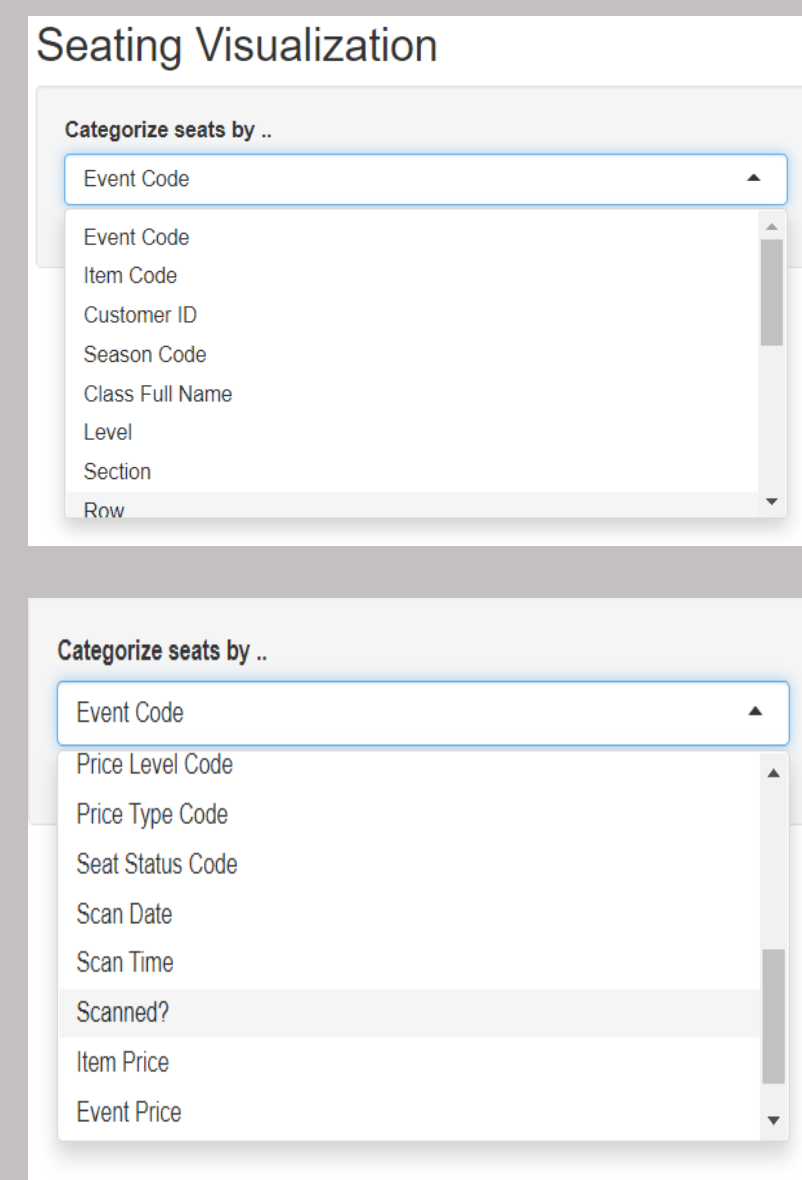 Seating Visualization
Categorize seats by ..
Event Code
Event Code
Item Code
Customer ID
Season Code
Class Full Name
Level
Section
Row
Categorize seats by ..
Event Code
Price Level Code
Price Type Code
Seat Status Code
Scan Date
Scan Time
Scanned?
Item Price
Event Price